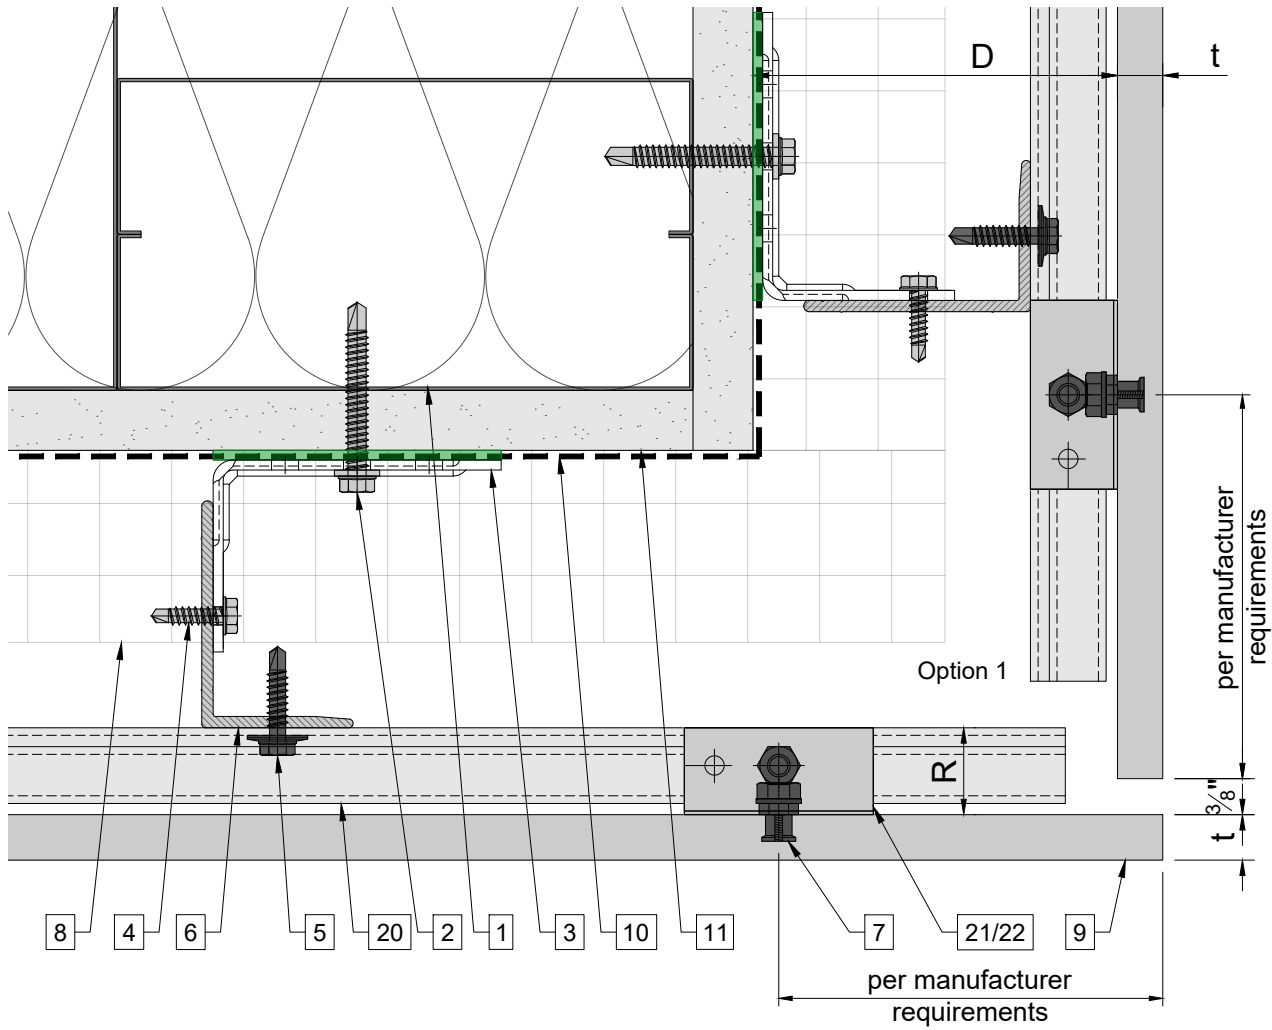 D
t
per manufacturer
requirements
Option 1
R
3/8"
t
8
4
6
5
20
2
1
3
10
11
7
21/22
9
per manufacturer
requirements